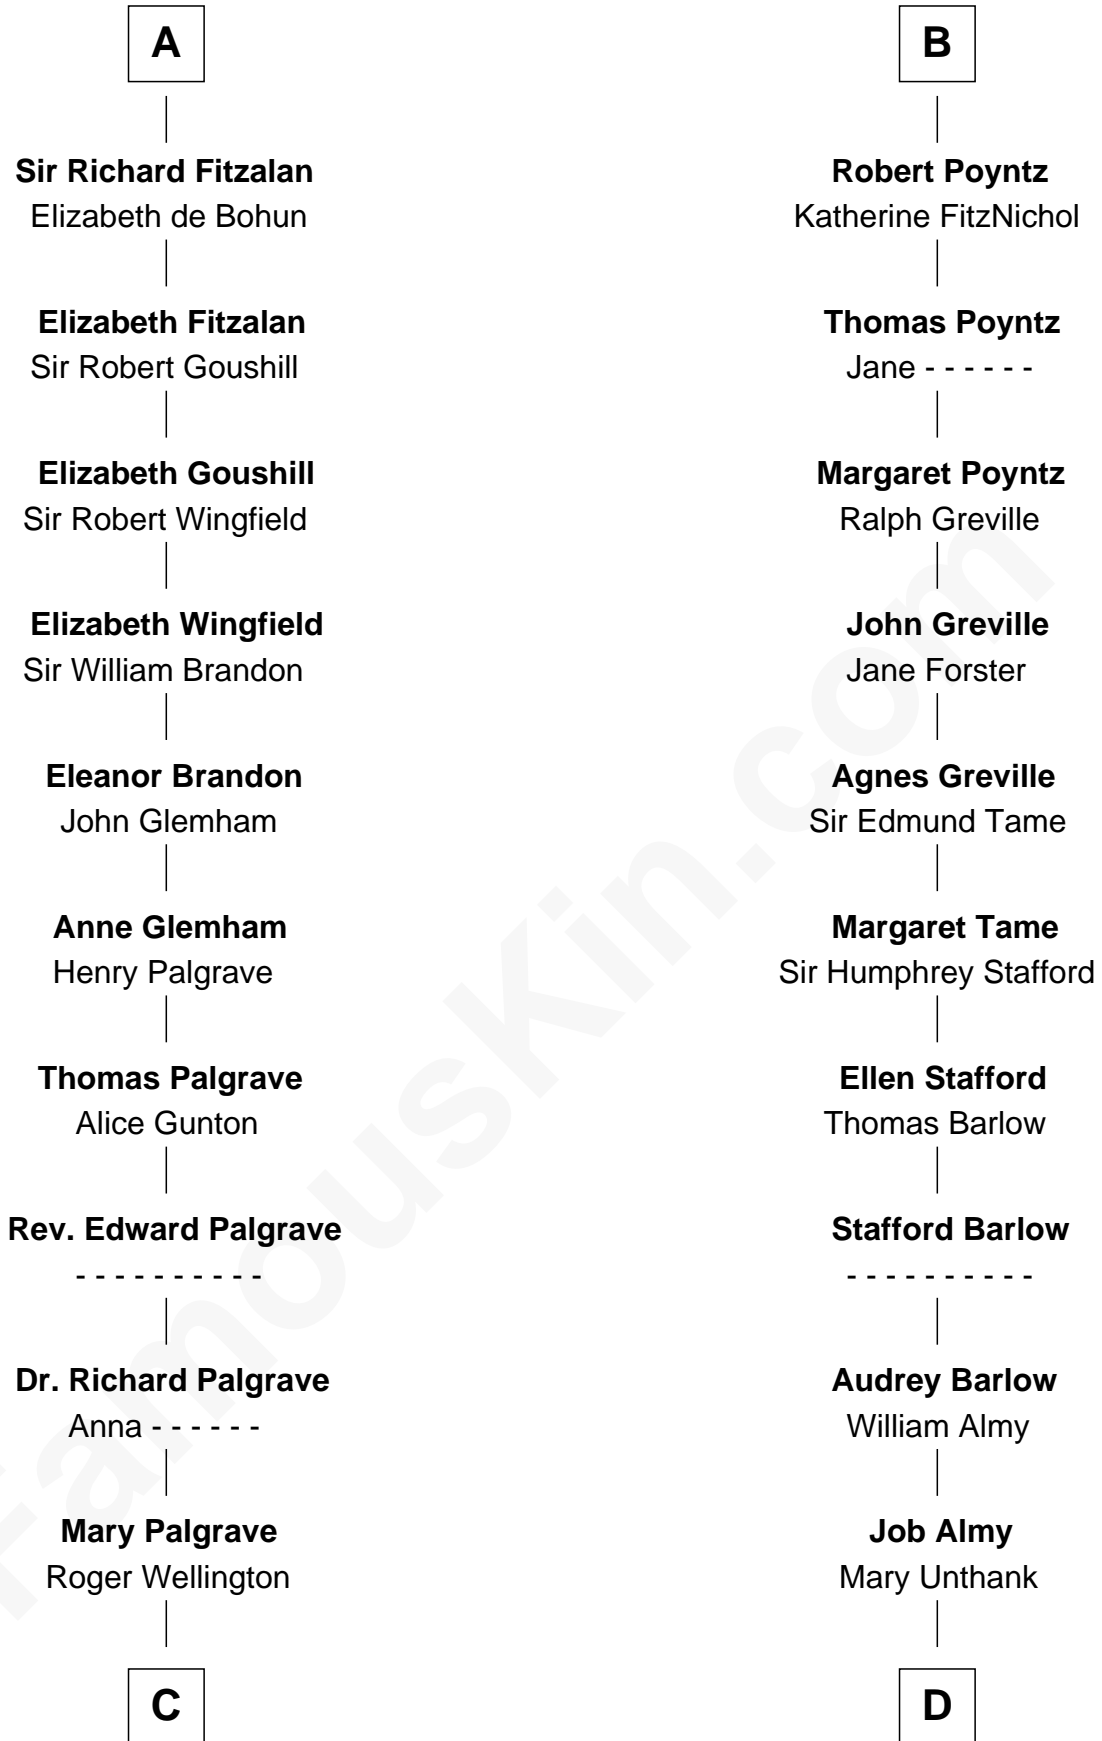 A
Sir Richard Fitzalan
Elizabeth de Bohun
Elizabeth Fitzalan
Sir Robert Goushill
Elizabeth Goushill
Sir Robert Wingfield
Elizabeth Wingfield
Sir William Brandon
Eleanor Brandon
John Glemham
Anne Glemham
Henry Palgrave
Thomas Palgrave
Alice Gunton
Rev. Edward Palgrave
- - - - - - - - - -
Dr. Richard Palgrave
Anna - - - - - -
Mary Palgrave
Roger Wellington
C
B
Robert Poyntz
Katherine FitzNichol
Thomas Poyntz
Jane - - - - - -
Margaret Poyntz
Ralph Greville
John Greville
Jane Forster
Agnes Greville
Sir Edmund Tame
Margaret Tame
Sir Humphrey Stafford
Ellen Stafford
Thomas Barlow
Stafford Barlow
- - - - - - - - - -
Audrey Barlow
William Almy
Job Almy
Mary Unthank
D
FamousKin.com